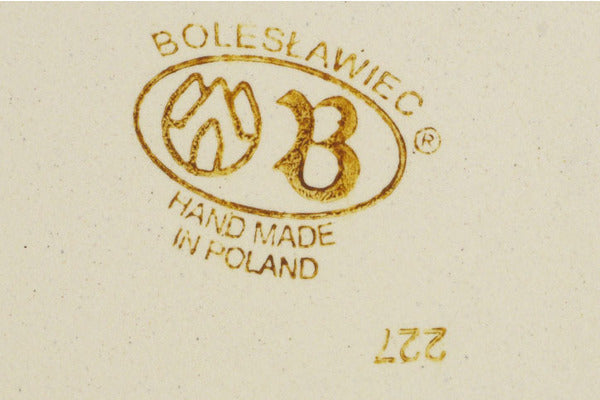 BOLESŁAWIEC
B ®
HAND MADE
IN POLAND
227